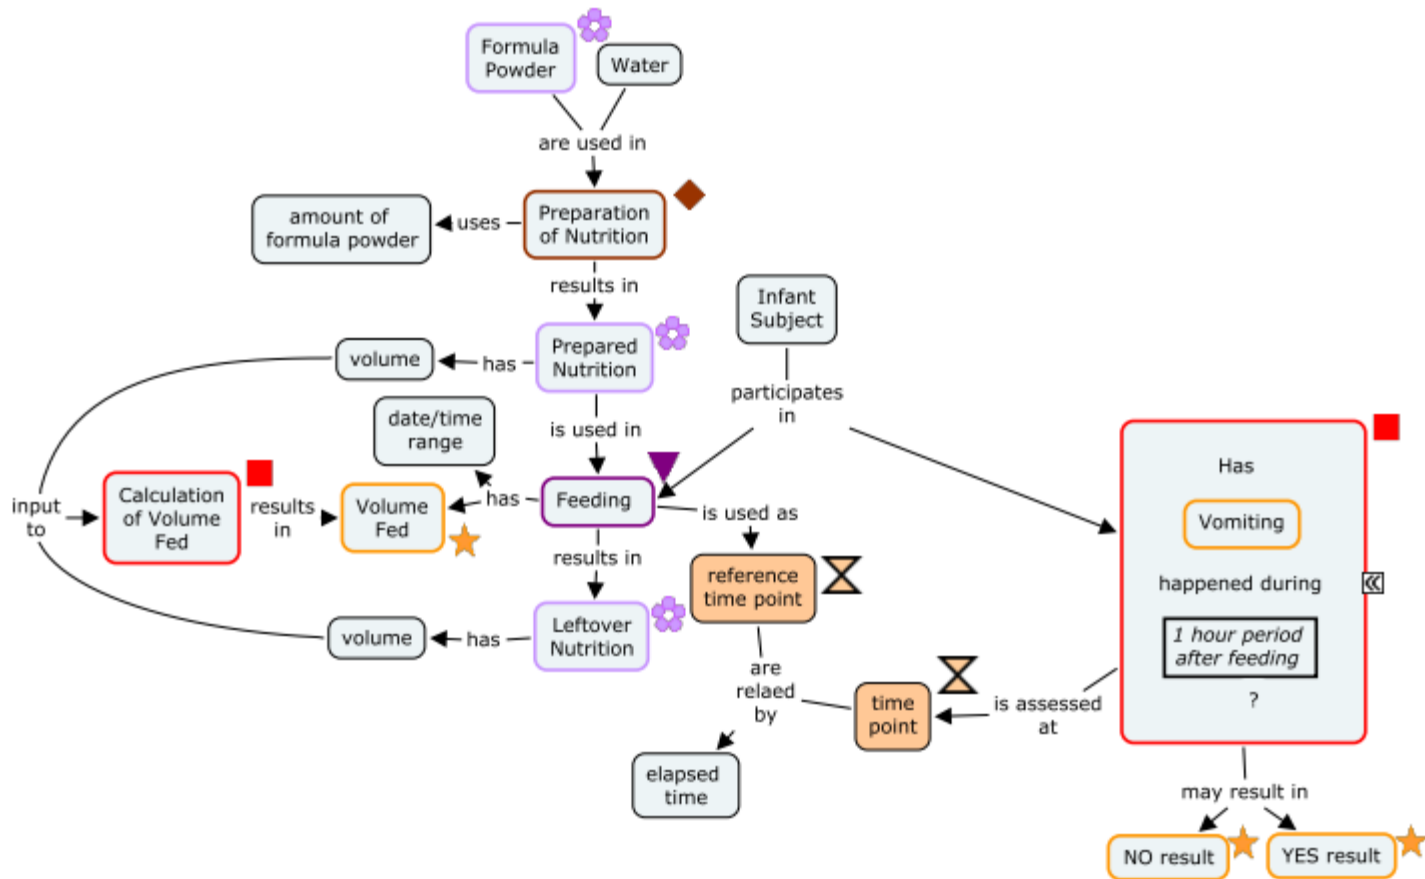 Formula
Powder
Water
are used in
amount of
formula powder
uses
Preparation
of Nutrition
results in
Infant
Subject
volume
has
Prepared
Nutrition
participates
in
date/time
range
is used in
Has
Calculation
of Volume
Fed
results
in
Volume
Fed
has
Feeding
input
to
is used as
Vomiting
results in
reference
time point
happened during
volume
has
Leftover
Nutrition
1 hour period
after feeding
?
are
relaed
by
time
point
is assessed
at
elapsed
time
may result in
NO result
YES result